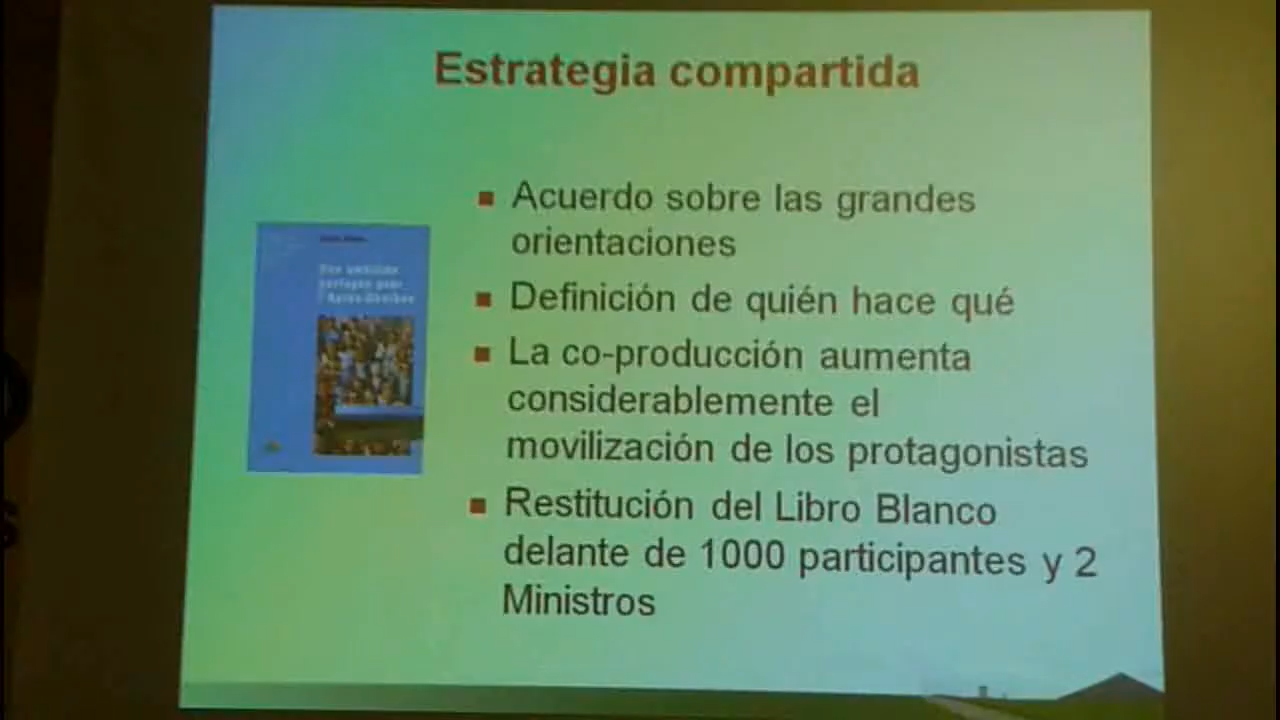 Estrategia compartida
Acuerdo sobre las grandes
orientaciones
Definición de quién hace qué
La co-producción aumenta
considerablemente el
movilización de los protagonistas
Restitución del Libro Blanco
delante de 1000 participantes y 2
Ministros